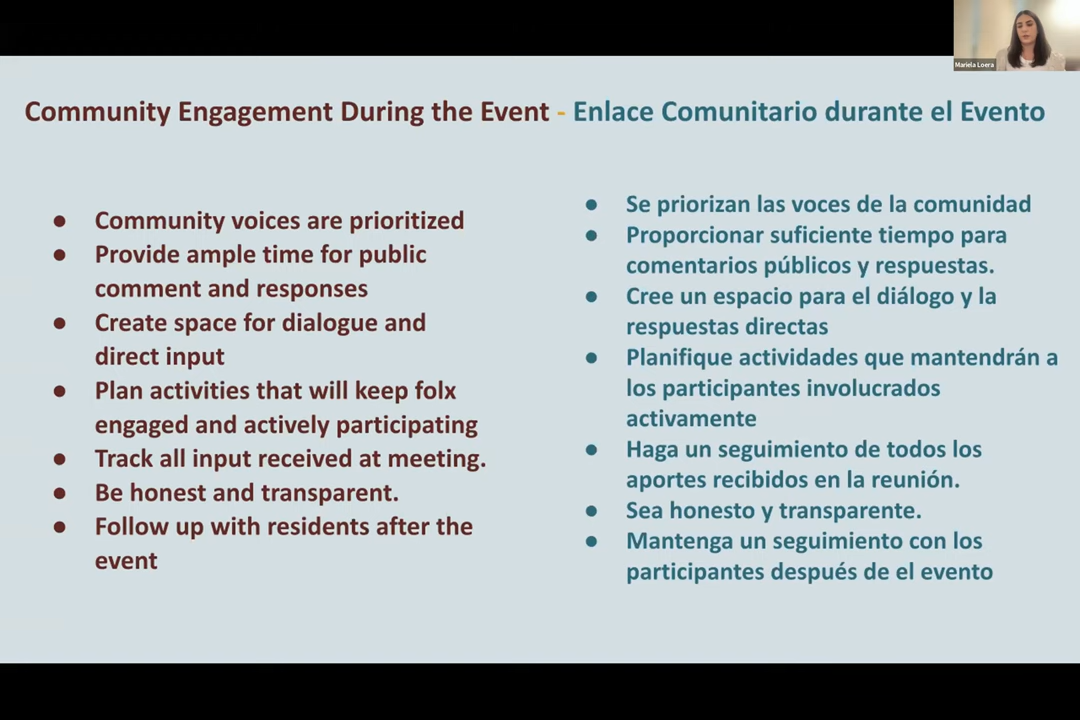 Mariela Loera
Community Engagement During the Event - Enlace Comunitario durante el Evento
● Community voices are prioritized
● Provide ample time for public
comment and responses
● Create space for dialogue and
direct input
● Plan activities that will keep folx
engaged and actively participating
● Track all input received at meeting.
● Be honest and transparent.
● Follow up with residents after the
event
● Se priorizan las voces de la comunidad
● Proporcionar suficiente tiempo para
comentarios públicos y respuestas.
● Cree un espacio para el diálogo y la
respuestas directas
● Planifique actividades que mantendrán a
los participantes involucrados
activamente
● Haga un seguimiento de todos los
aportes recibidos en la reunión.
● Sea honesto y transparente.
● Mantenga un seguimiento con los
participantes después de el evento